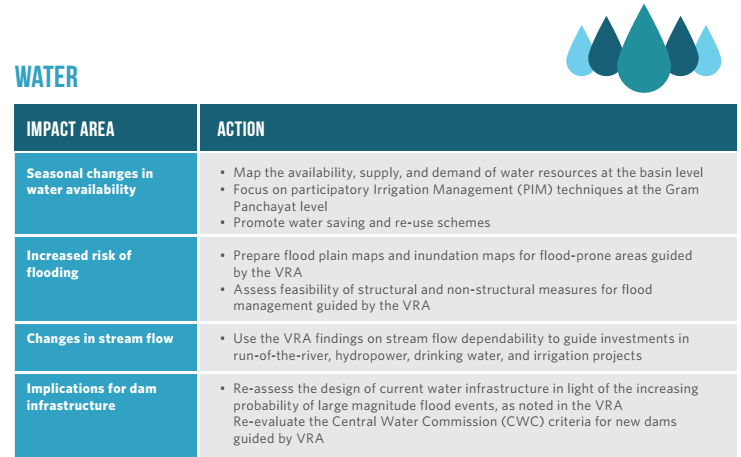 WATER
IMPACT AREA
ACTION
Seasonal changes in
water availability
• Map the availability, supply, and demand of water resources at the basin level
• Focus on participatory Irrigation Management (PIM) techniques at the Gram
Panchayat level
• Promote water saving and re-use schemes
Increased risk of
flooding
• Prepare flood plain maps and inundation maps for flood-prone areas guided
by the VRA
• Assess feasibility of structural and non-structural measures for flood
management guided by the VRA
Changes in stream flow
• Use the VRA findings on stream flow dependability to guide investments in
run-of-the-river, hydropower, drinking water, and irrigation projects
Implications for dam
infrastructure
• Re-assess the design of current water infrastructure in light of the increasing
probability of large magnitude flood events, as noted in the VRA
Re-evaluate the Central Water Commission (CWC) criteria for new dams
guided by VRA